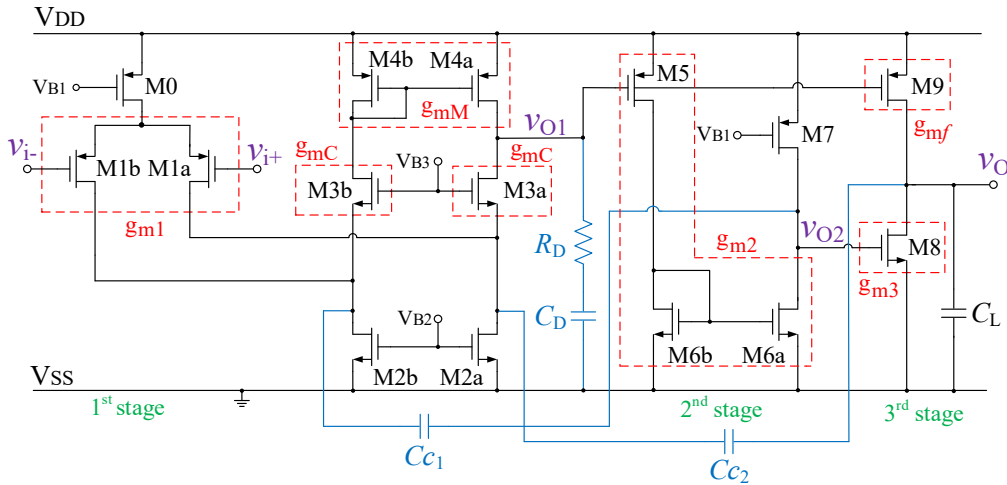 VDD
M4b M4a
M5
VB1 M0
M9
gmM
vO1
gmf
vi- M1b M1a vi+
gmC VB3 gmC
VB1 M7
vO
M3b M3a
RD
gm2
vO2
M8
gm1
gm3
CD
CL
VB2
M6b M6a
M2b M2a
VSS
1st stage
2nd stage
3rd stage
Cc1
Cc2